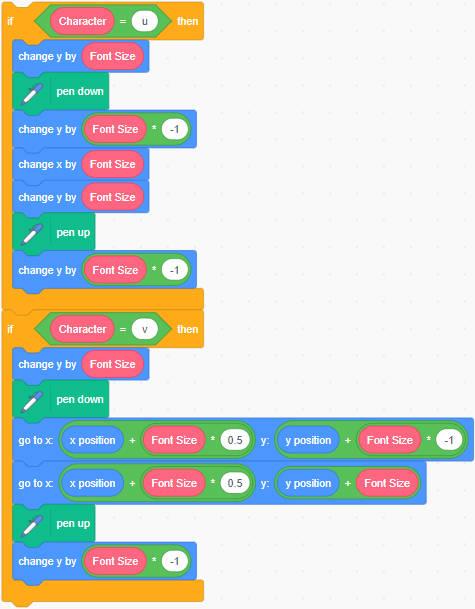 if Character = u then
change y by Font Size
pen down
change y by Font Size * -1
change x by Font Size
change y by Font Size
pen up
change y by Font Size * -1
if Character = v then
change y by Font Size
pen down
go to x: x position + Font Size * 0.5 y: y position + Font Size * -1
go to x: x position + Font Size * 0.5 y: y position + Font Size
pen up
change y by Font Size * -1